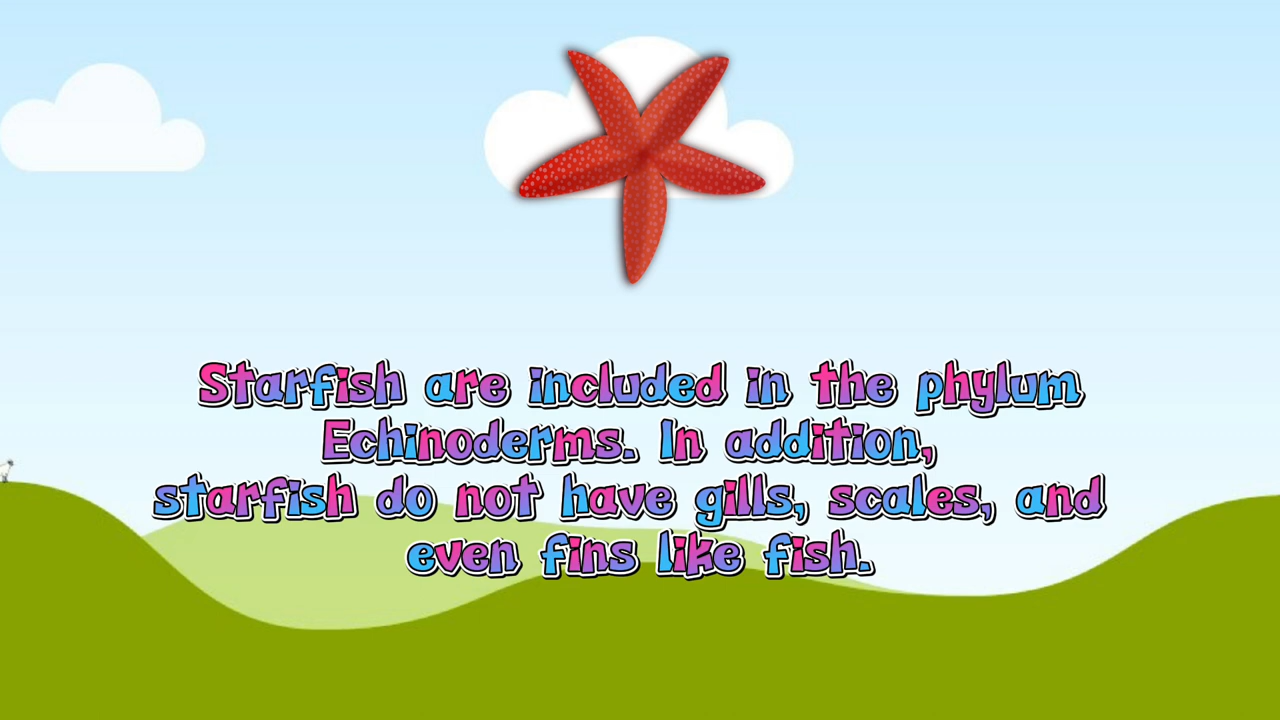 Starfish are included in the phylum
Echinoderms. In addition,
starfish do not have gills, scales, and
even fins like fish.